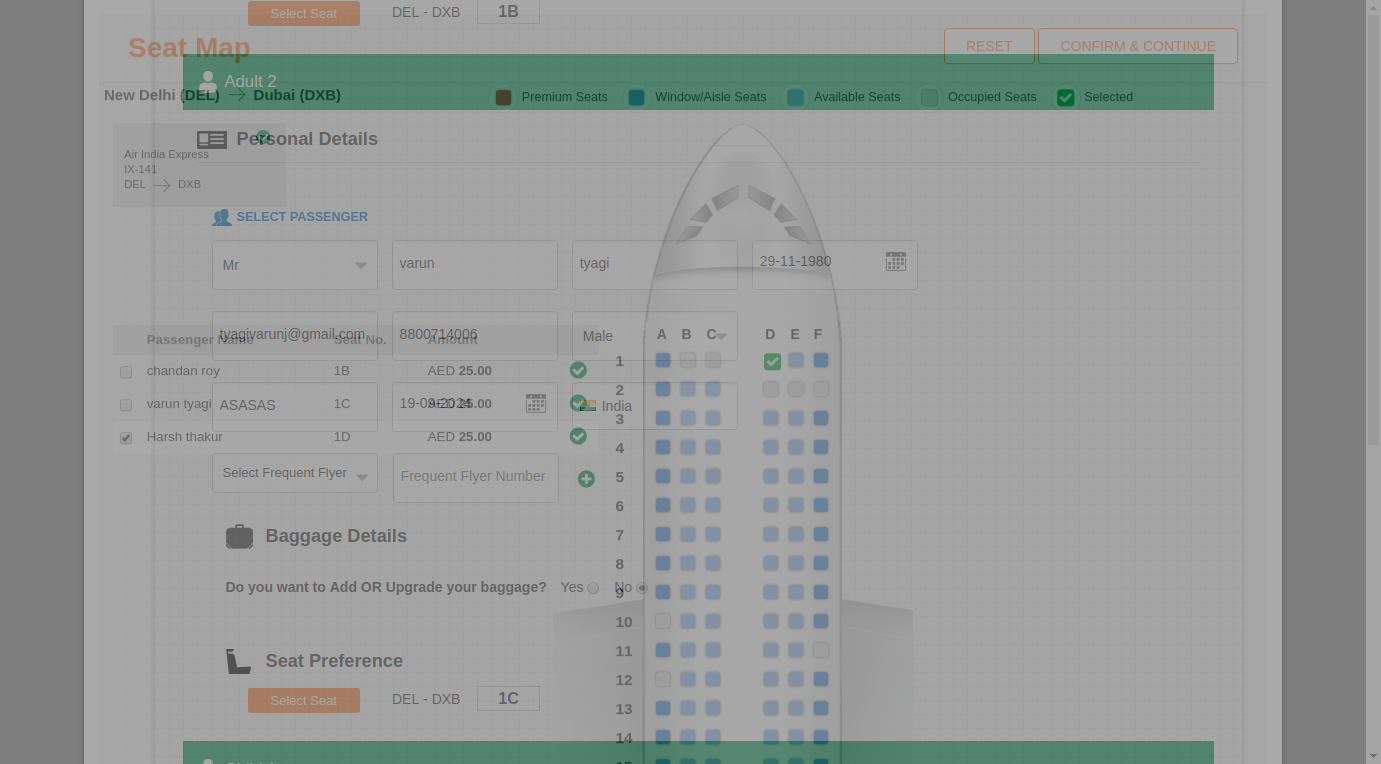 Select Seat DEL - DXB 1B
Seat Map RESET CONFIRM & CONTINUE
Adult 2
New Delhi (DEL) Dubai (DXB) Premium Seats Window/Aisle Seats Available Seats Occupied Seats Selected
Personal Details
Air India Express
IX-141
DEL DXB
SELECT PASSENGER
Mr varun tyagi 29-11-1980
tyagivarunj@gmail.com 8800714006 Male
Passenger Name Seat No. Amount
A B C D E F
1
chandan roy 1B AED 25.00
2
varun tyagi 1C AED 25.00
ASASAS 19-09-2024 India
3
Harsh thakur 1D AED 25.00
4
Select Frequent Flyer Frequent Flyer Number
5
6
Baggage Details
7
8
Do you want to Add OR Upgrade your baggage? Yes No
9
10
11
Seat Preference
12
Select Seat DEL - DXB 1C
13
14